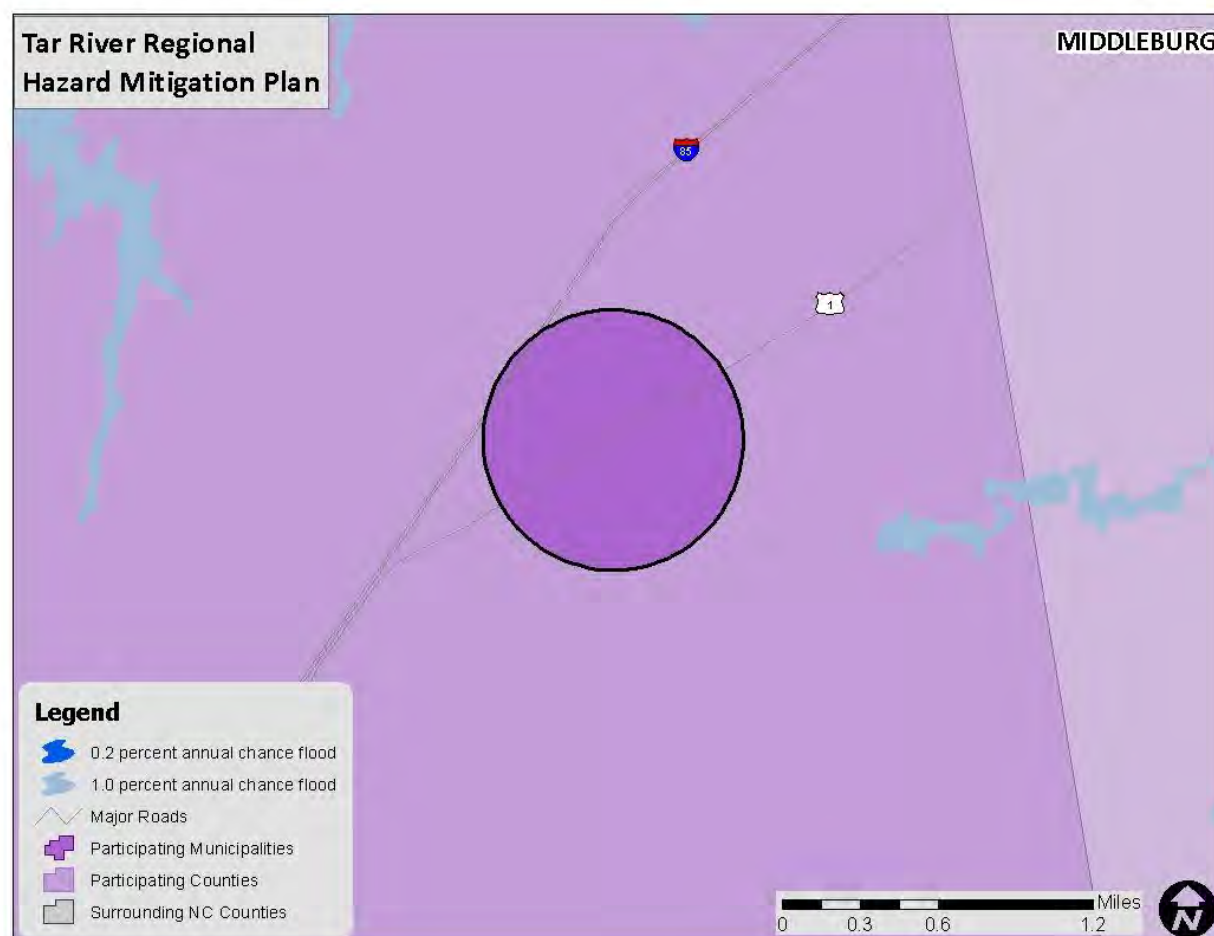 Tar River Regional
Hazard Mitigation Plan
MIDDLEBURG
85
1
Legend
0.2 percent annual chance flood
1.0 percent annual chance flood
Major Roads
Participating Municipalities
Participating Counties
Surrounding NC Counties
Miles
0 0.3 0.6 1.2
N